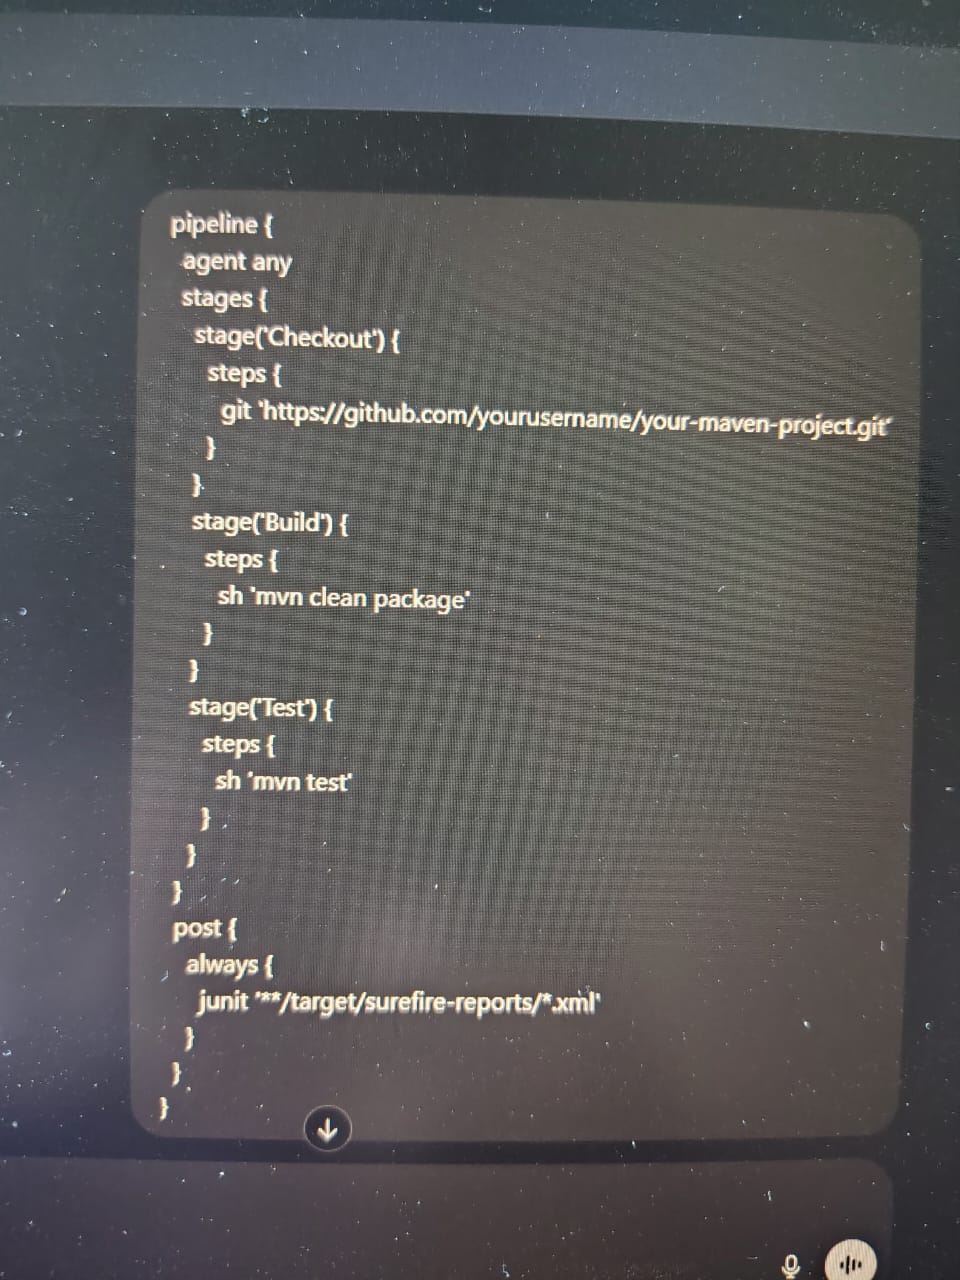 pipeline {
agent any
stages {
stage('Checkout') {
steps {
git 'https://github.com/yourusername/your-maven-project.git'
}
}
stage('Build') {
steps {
sh 'mvn clean package'
}
}
stage('Test') {
steps {
sh 'mvn test'
}
}
}
post {
always {
junit '**/target/surefire-reports/*.xml'
}
}
}